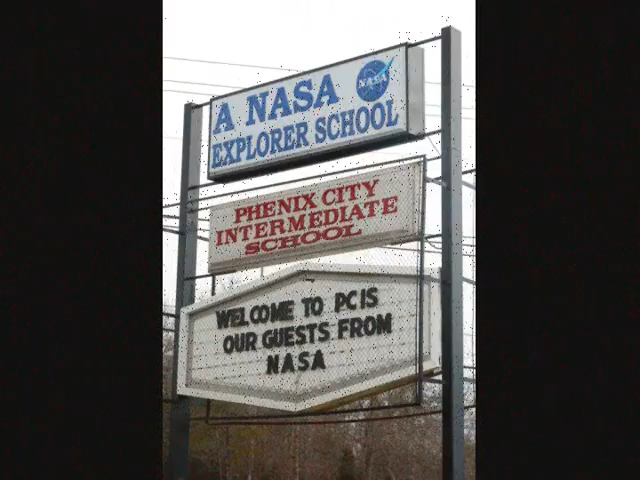 A NASA
NASA
EXPLORER SCHOOL
PHENIX CITY
INTERMEDIATE
SCHOOL
WELCOME TO PCIS
OUR GUESTS FROM
NASA